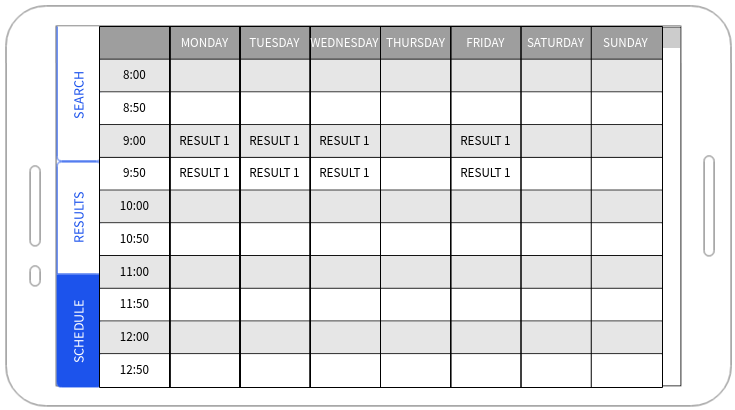 MONDAY TUESDAY WEDNESDAY THURSDAY FRIDAY SATURDAY SUNDAY
SEARCH
RESULTS
SCHEDULE
8:00
8:50
9:00 RESULT 1 RESULT 1 RESULT 1 RESULT 1
9:50 RESULT 1 RESULT 1 RESULT 1 RESULT 1
10:00
10:50
11:00
11:50
12:00
12:50